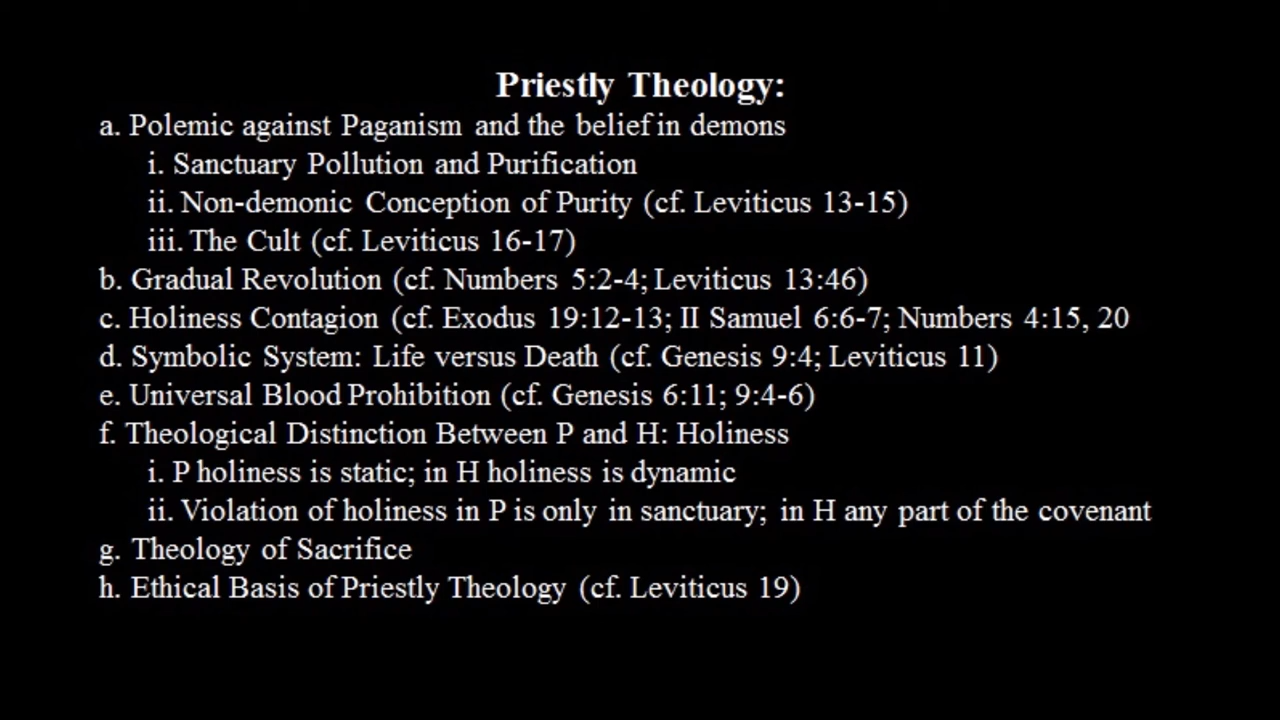 Priestly Theology:
a. Polemic against Paganism and the belief in demons
i. Sanctuary Pollution and Purification
ii. Non-demonic Conception of Purity (cf. Leviticus 13-15)
iii. The Cult (cf. Leviticus 16-17)
b. Gradual Revolution (cf. Numbers 5:2-4; Leviticus 13:46)
c. Holiness Contagion (cf. Exodus 19:12-13; II Samuel 6:6-7; Numbers 4:15, 20
d. Symbolic System: Life versus Death (cf. Genesis 9:4; Leviticus 11)
e. Universal Blood Prohibition (cf. Genesis 6:11; 9:4-6)
f. Theological Distinction Between P and H: Holiness
i. P holiness is static; in H holiness is dynamic
ii. Violation of holiness in P is only in sanctuary; in H any part of the covenant
g. Theology of Sacrifice
h. Ethical Basis of Priestly Theology (cf. Leviticus 19)